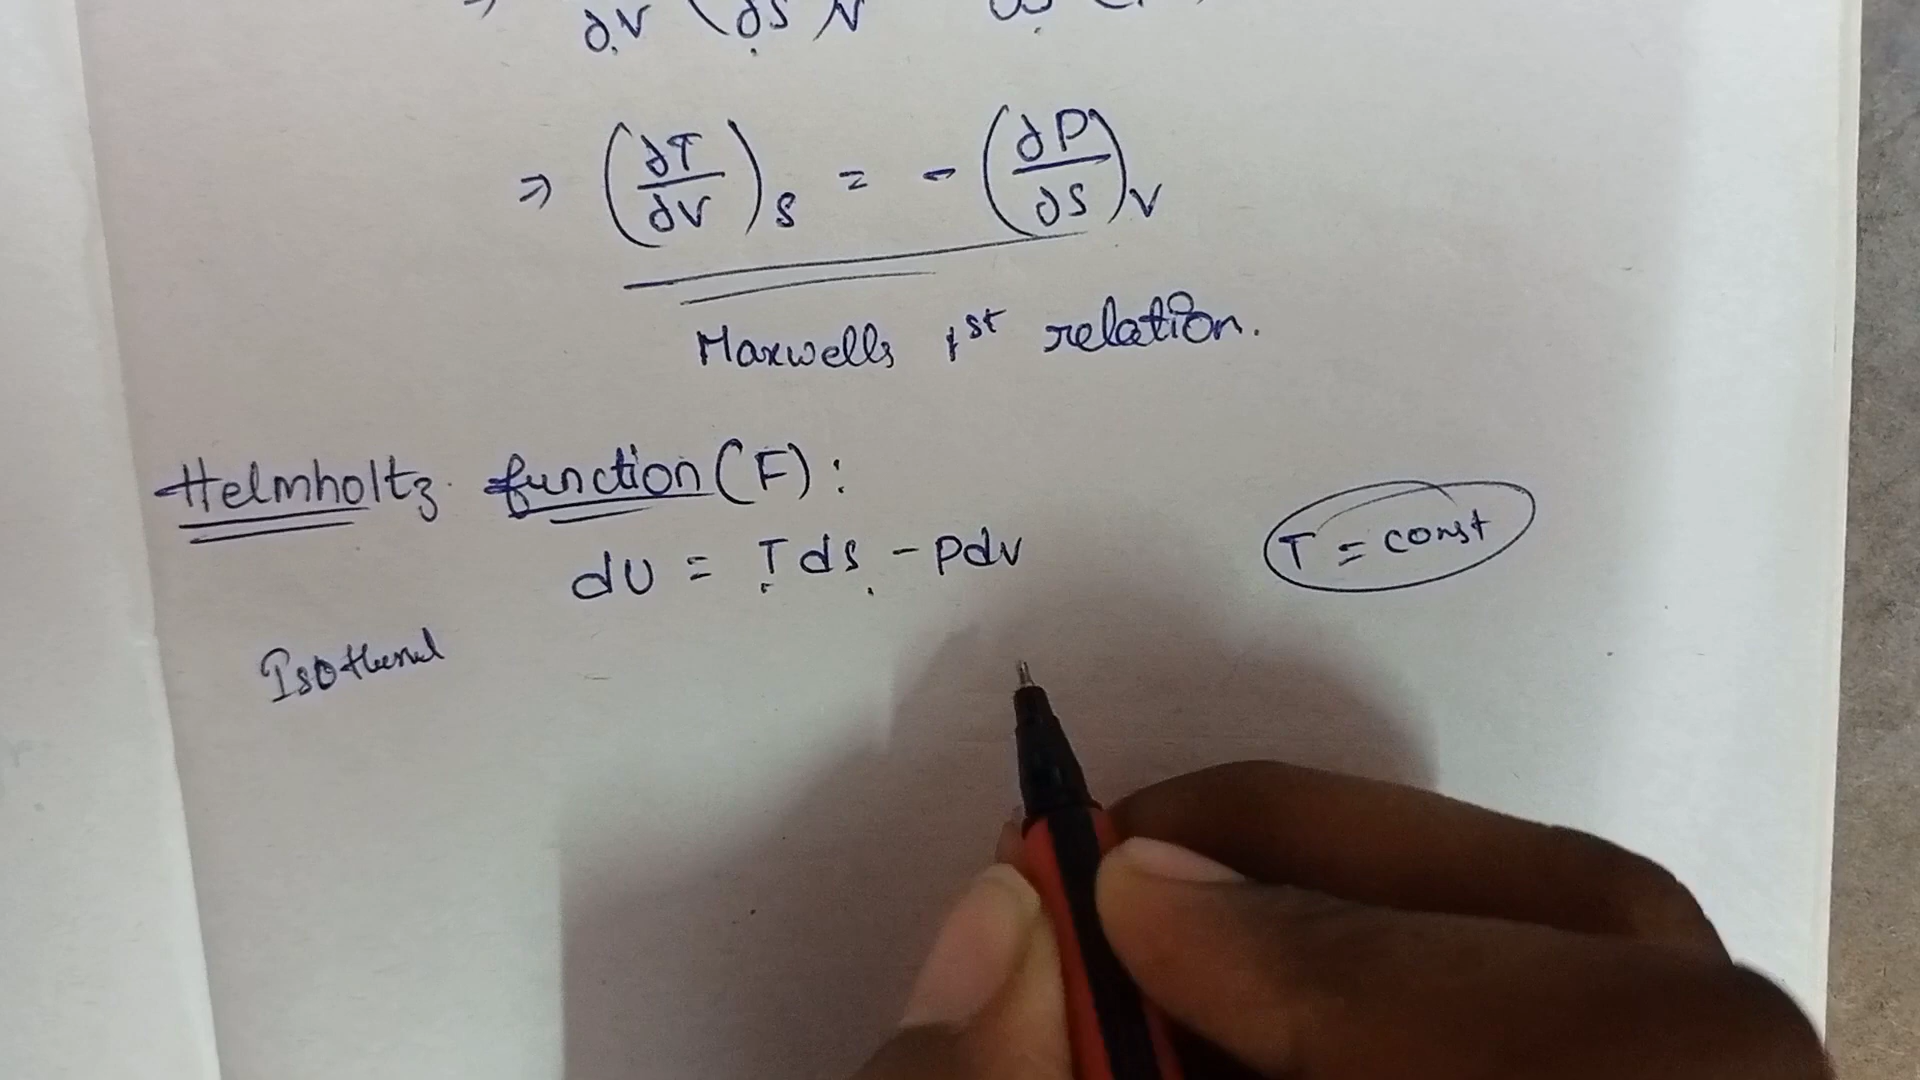 ⇒ ∂V (∂S)V ∂S
⇒ (∂T/∂V)S = - (∂P/∂S)V
Maxwells 1st relation.
Helmholtz function (F):
dU = Tds - Pdv T = const
Isothermal